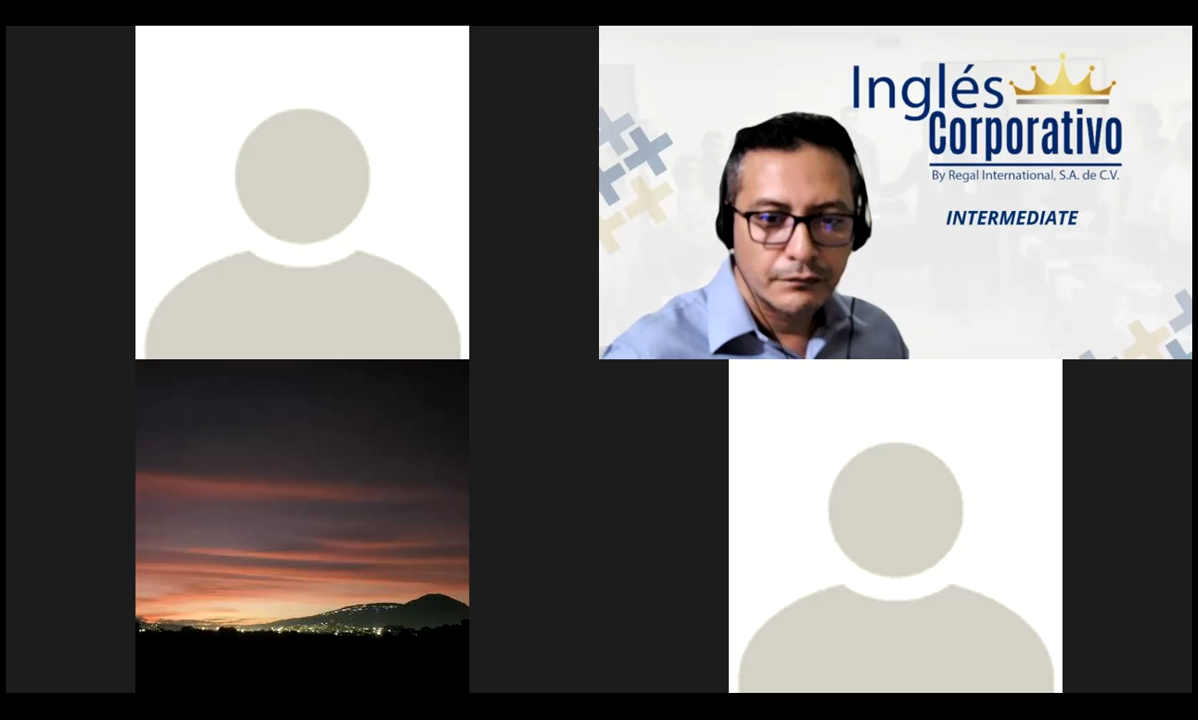 Inglés
Corporativo
By Regal International, S.A. de C.V.
INTERMEDIATE